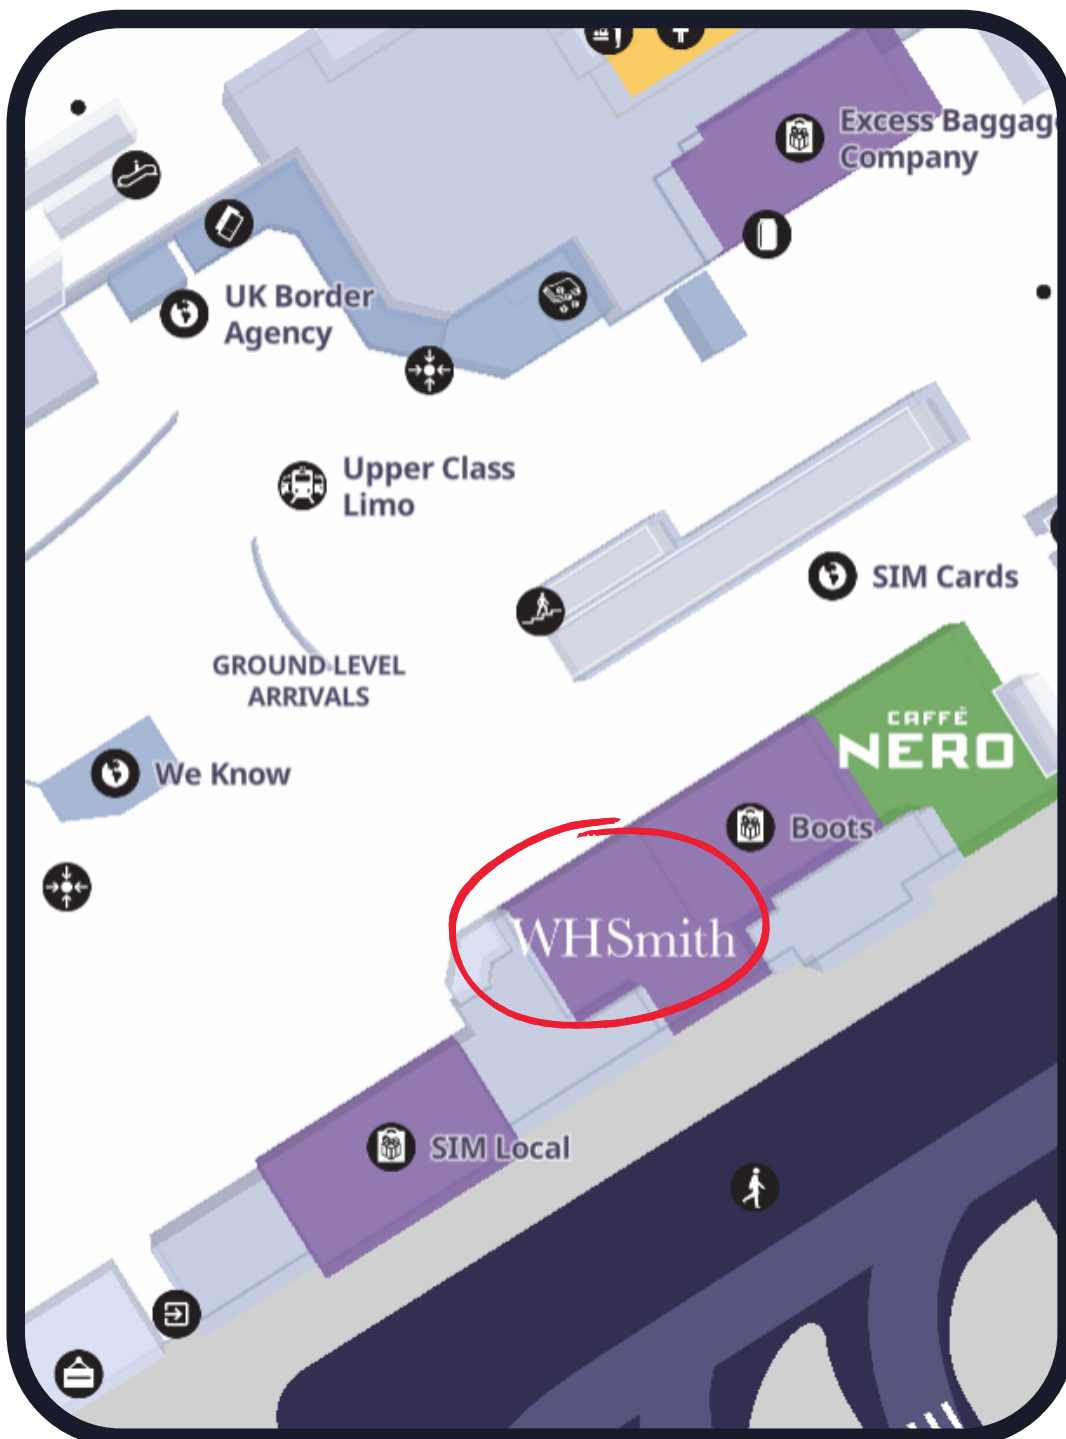 Excess Baggag
Company
UK Border
Agency
Upper Class
Limo
SIM Cards
GROUND LEVEL
ARRIVALS
CAFFÈ
NERO
We Know
Boots
WHSmith
SIM Local